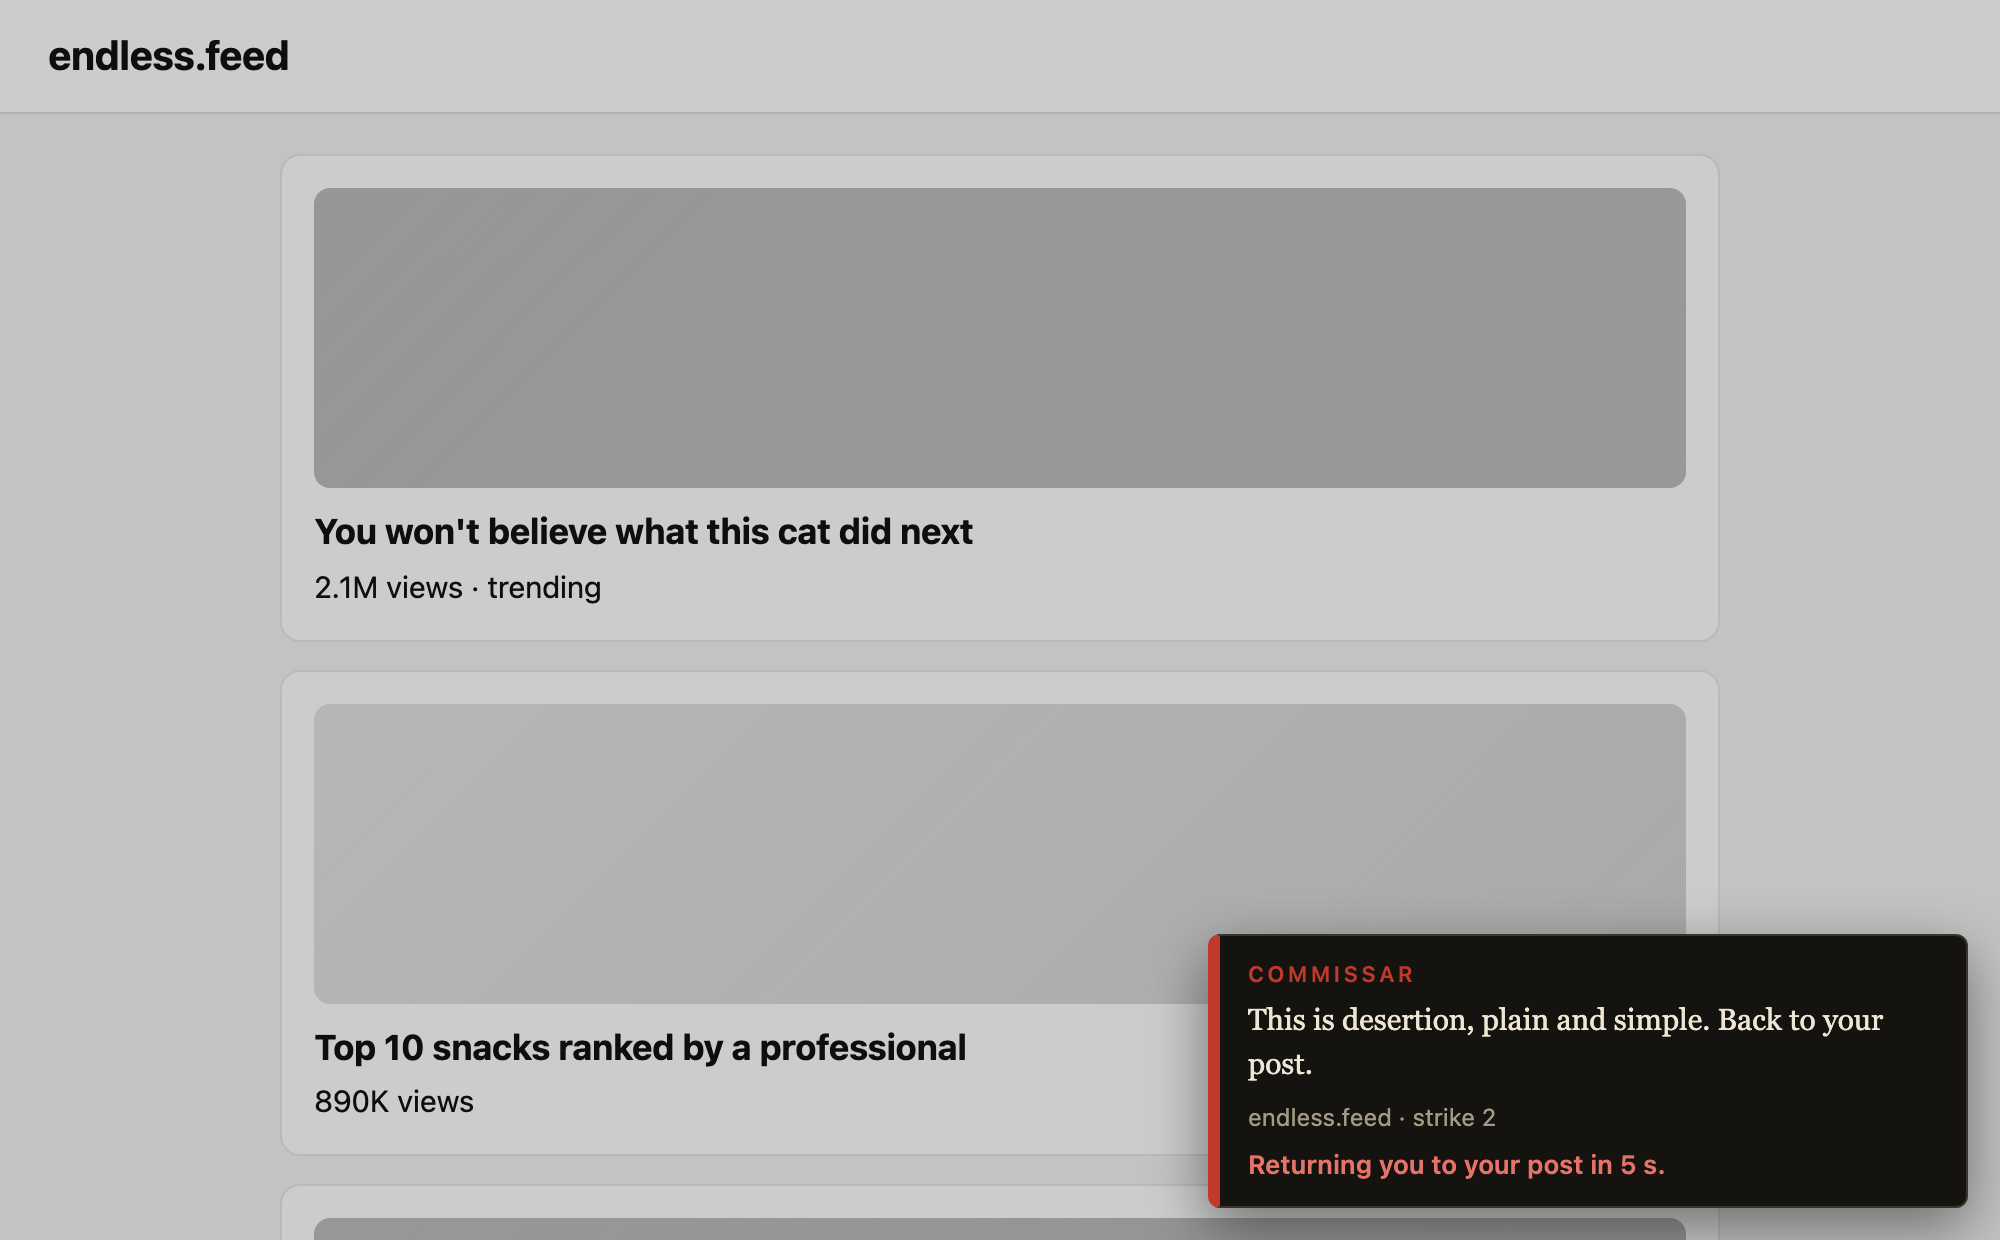 endless.feed
You won't believe what this cat did next
2.1M views · trending
Top 10 snacks ranked by a professional
890K views
COMMISSAR
This is desertion, plain and simple. Back to your
post.
endless.feed · strike 2
Returning you to your post in 5 s.